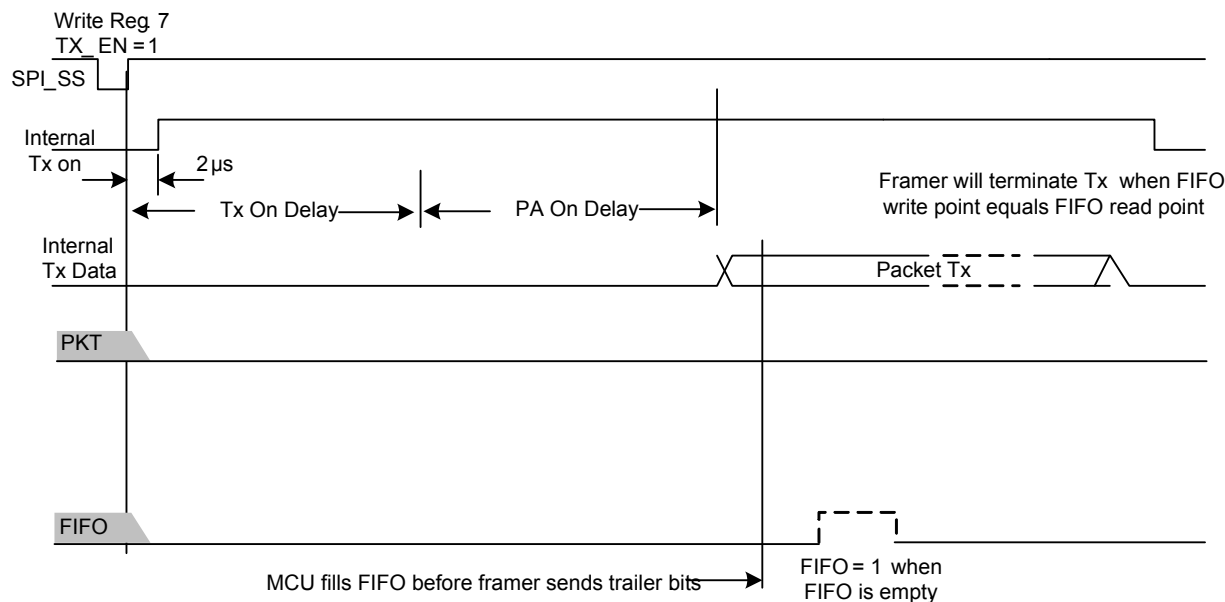 Write Reg. 7
TX_ EN = 1
SPI_SS
Internal
Tx on
2 µs
Framer will terminate Tx when FIFO
write point equals FIFO read point
Tx On Delay
PA On Delay
Internal
Tx Data
Packet Tx
PKT
FIFO
MCU fills FIFO before framer sends trailer bits
FIFO = 1 when
FIFO is empty